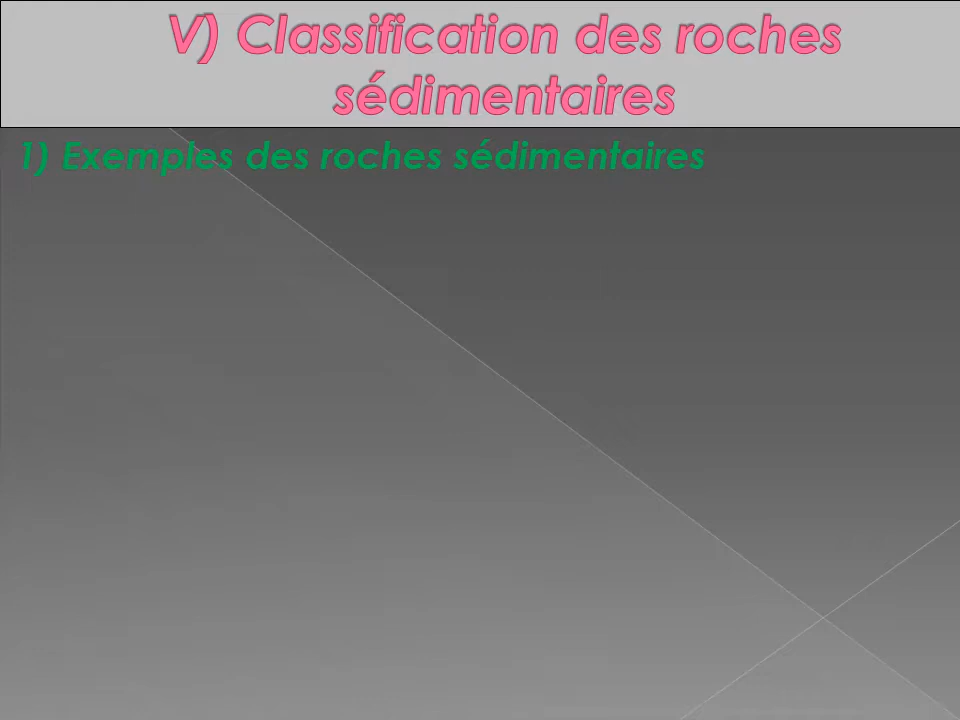 V) Classification des roches
sédimentaires
1) Exemples des roches sédimentaires